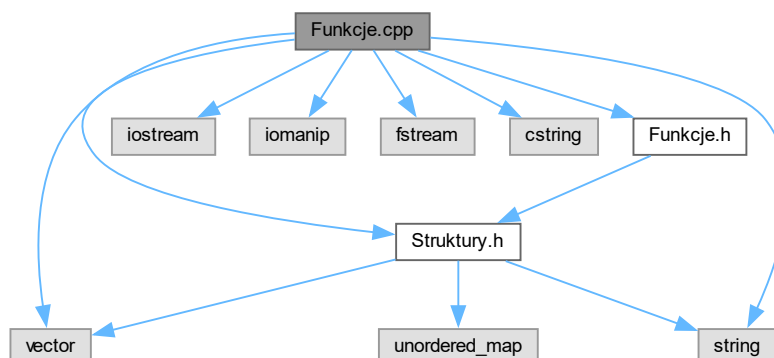 Funkcje.cpp
iostream
iomanip
fstream
cstring
Funkcje.h
Struktury.h
vector
unordered_map
string